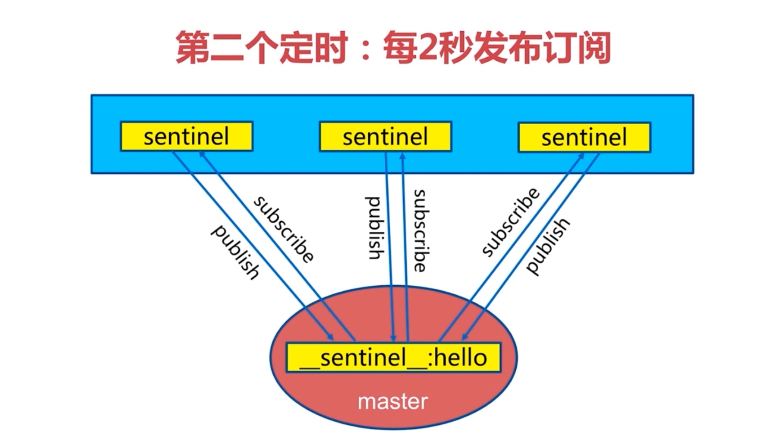 第二个定时：每2秒发布订阅
sentinel
sentinel
sentinel
publish
subscribe
publish
subscribe
subscribe
publish
__sentinel__:hello
master